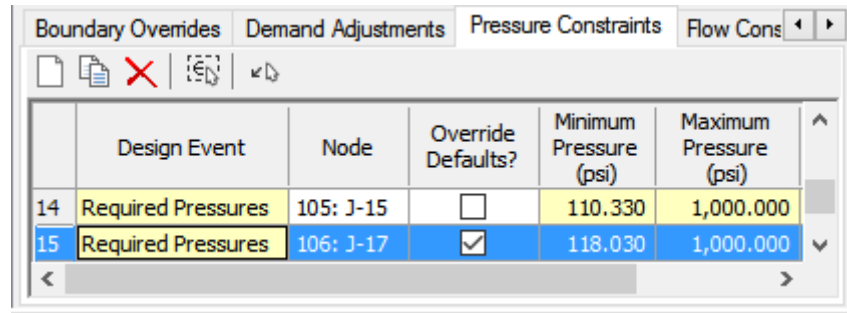 Boundary Overrides Demand Adjustments Pressure Constraints Flow Cons
Design Event Node Override Defaults? Minimum Pressure (psi) Maximum Pressure (psi)
14 Required Pressures 105: J-15 110.330 1,000.000
15 Required Pressures 106: J-17 118.030 1,000.000